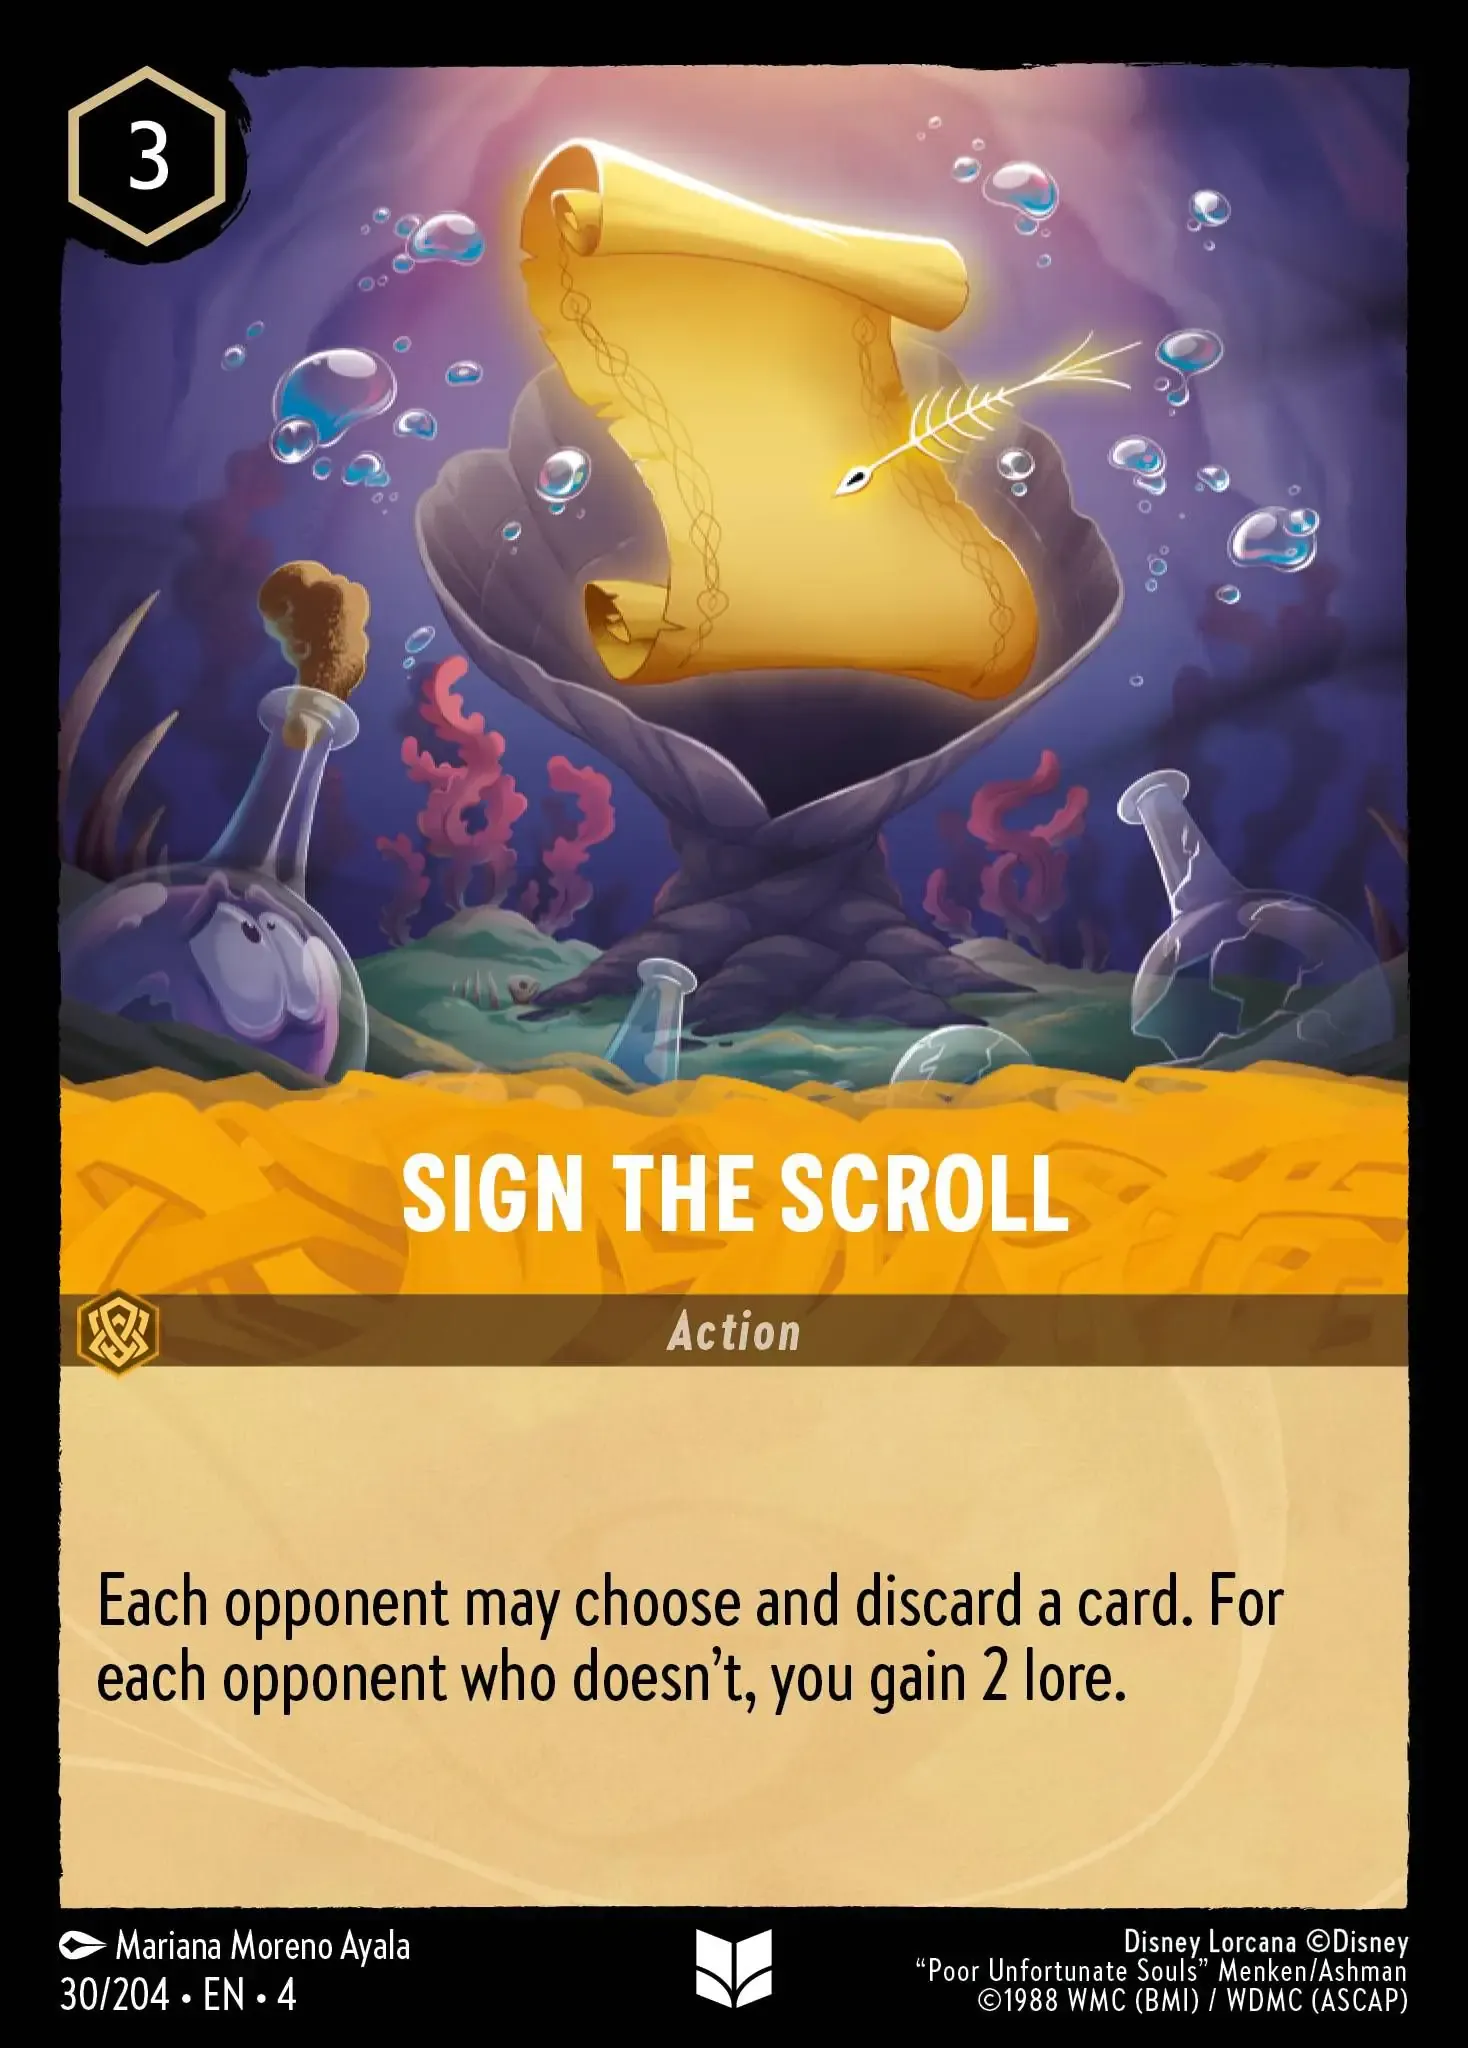 3
SIGN THE SCROLL
Action
Each opponent may choose and discard a card. For
each opponent who doesn’t, you gain 2 lore.
Mariana Moreno Ayala
30/204 • EN • 4
Disney Lorcana ©Disney
“Poor Unfortunate Souls” Menken/Ashman
©1988 WMC (BMI) / WDMC (ASCAP)